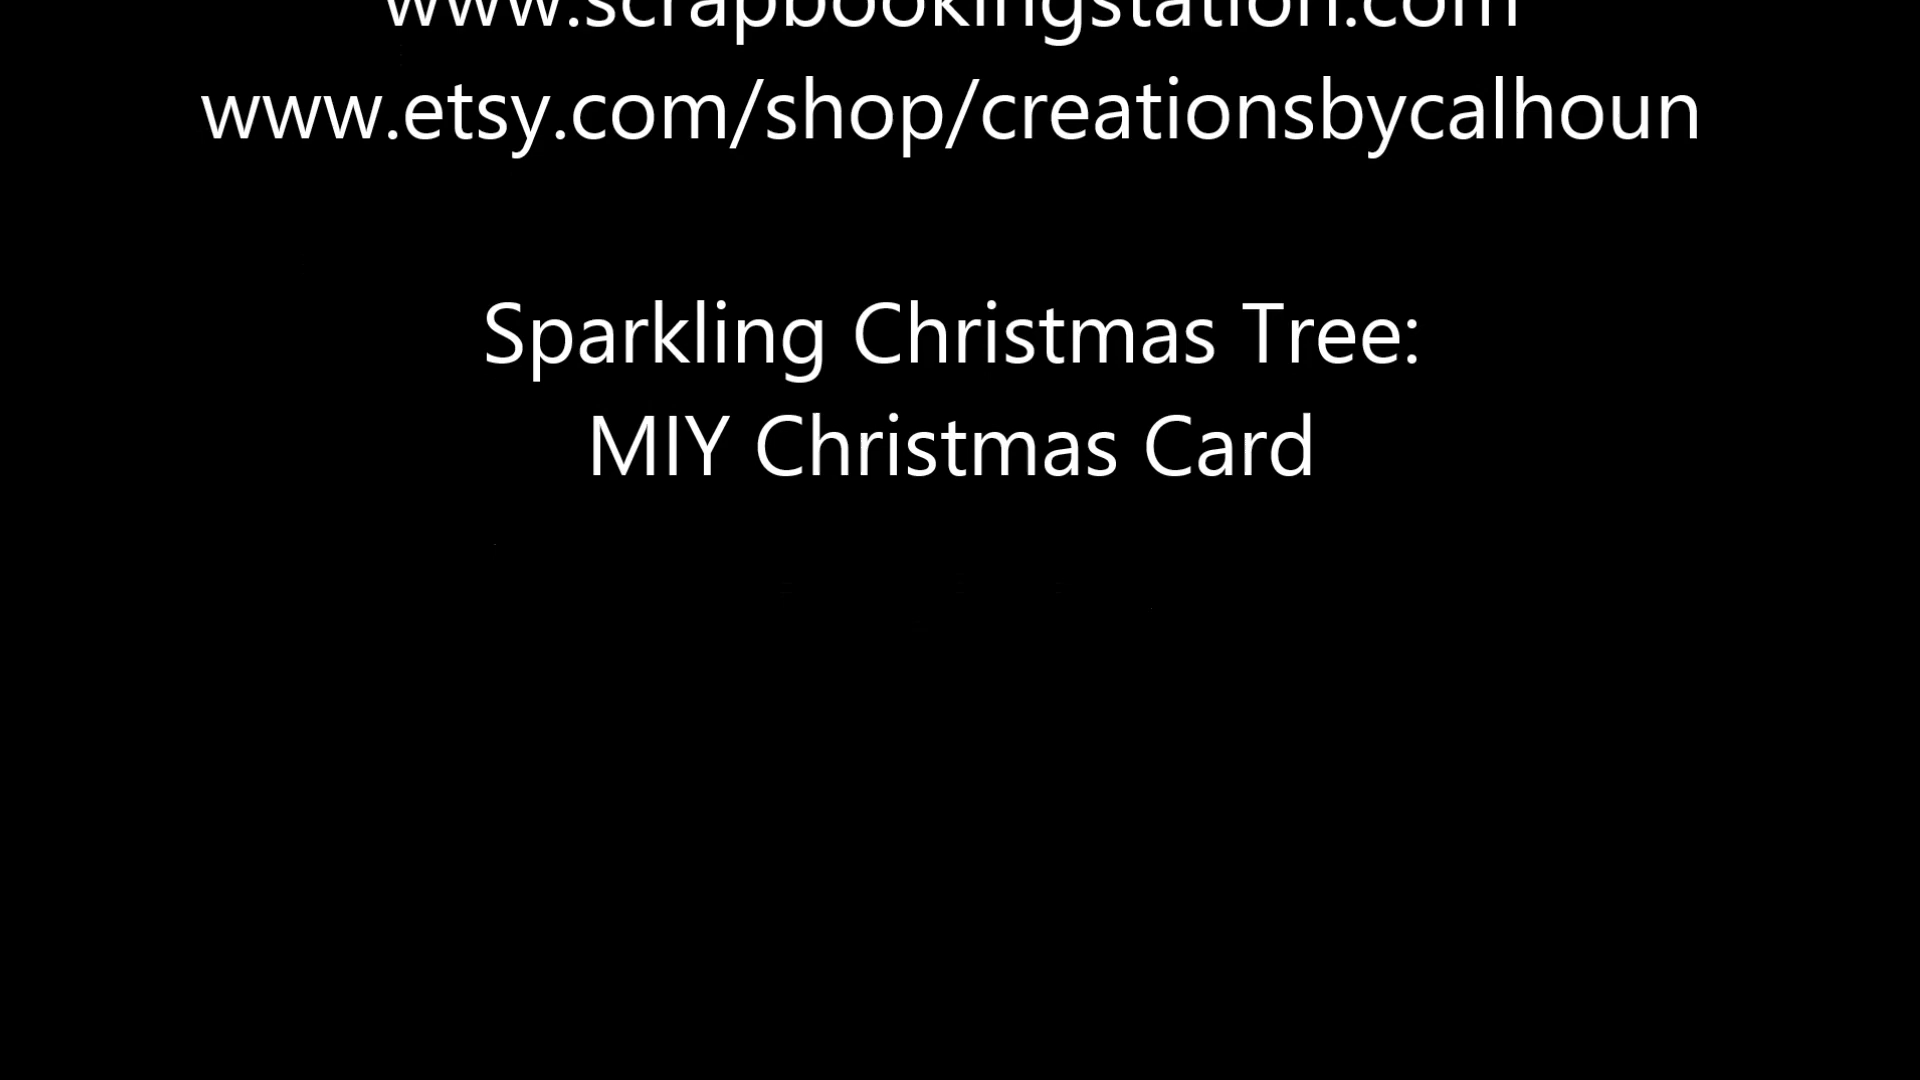 www.scrapbookingstation.com
www.etsy.com/shop/creationsbycalhoun
Sparkling Christmas Tree:
MIY Christmas Card